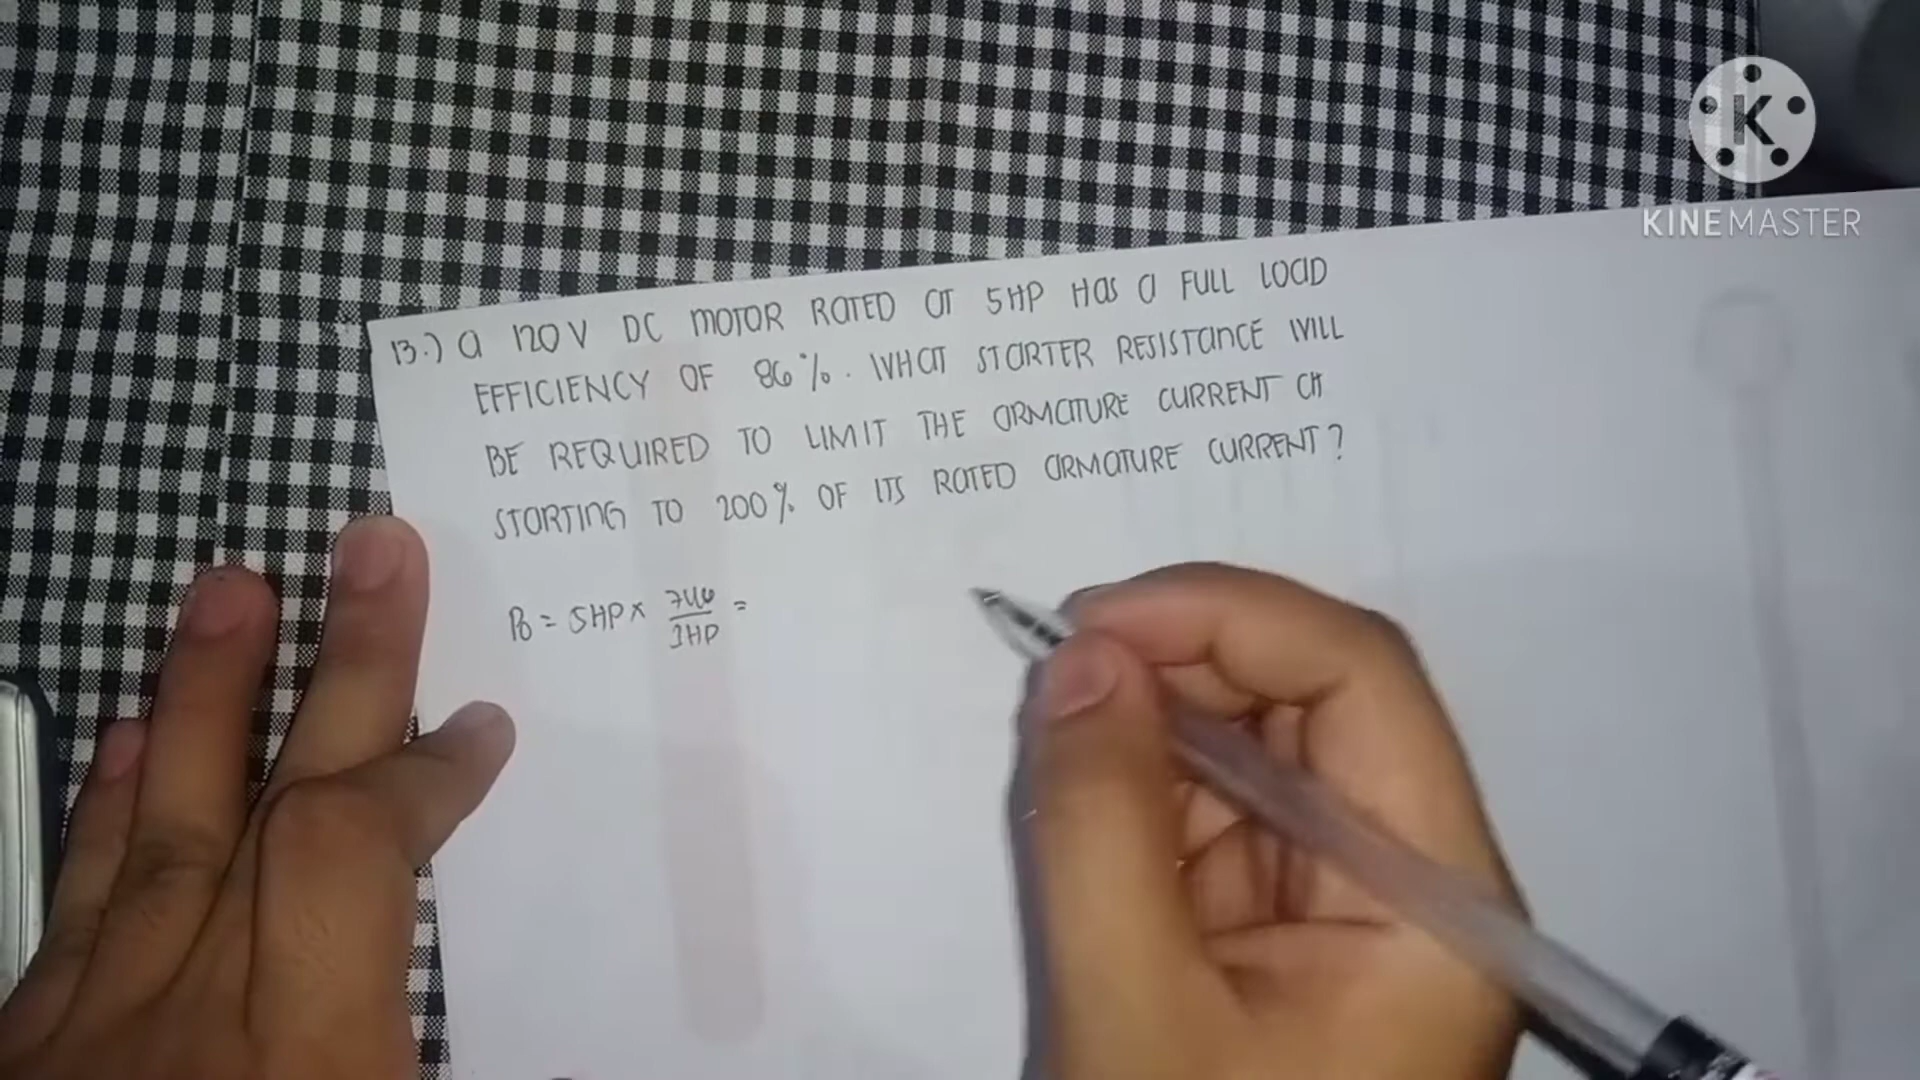 KINEMASTER
13.) A 120V DC MOTOR RATED AT 5HP HAS A FULL LOAD
EFFICIENCY OF 86%. WHAT STARTER RESISTANCE WILL
BE REQUIRED TO LIMIT THE ARMATURE CURRENT AT
STARTING TO 200% OF ITS RATED ARMATURE CURRENT?
Po = 5HP x 746/1HP =